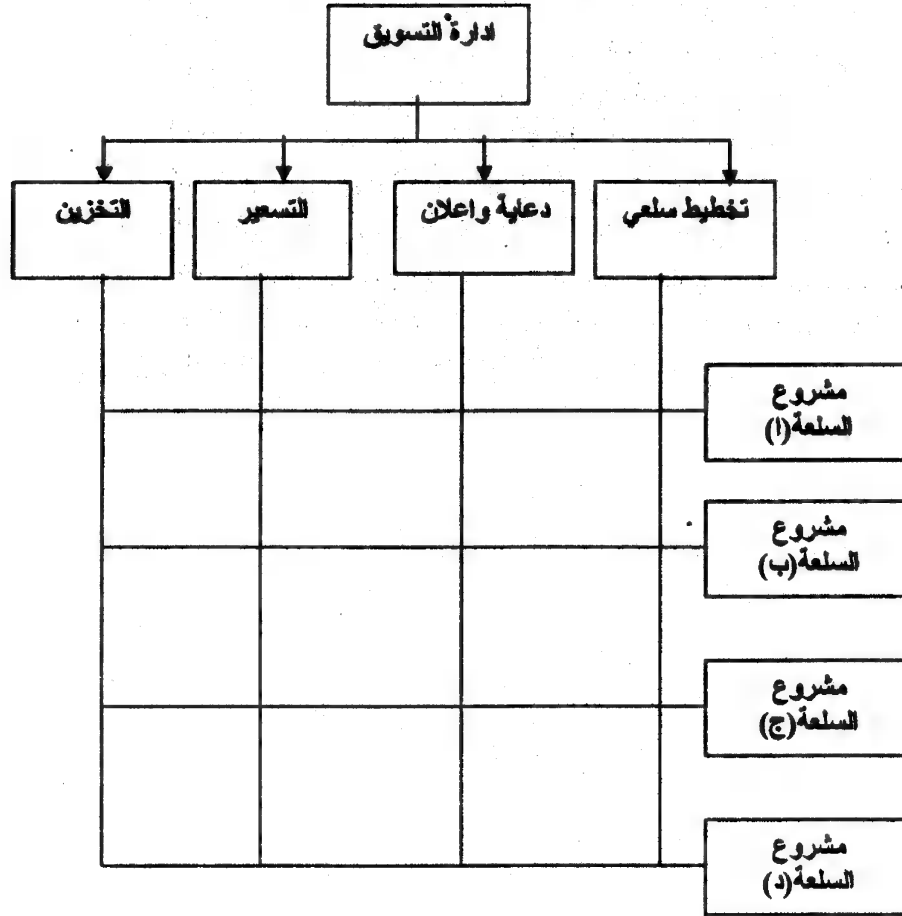 ادارة التسويق
تخطيط سلعي
دعاية واعلان
التسعير
التخزين
مشروع
السلعة(ا)
مشروع
السلعة(ب)
مشروع
السلعة(ج)
مشروع
السلعة(د)